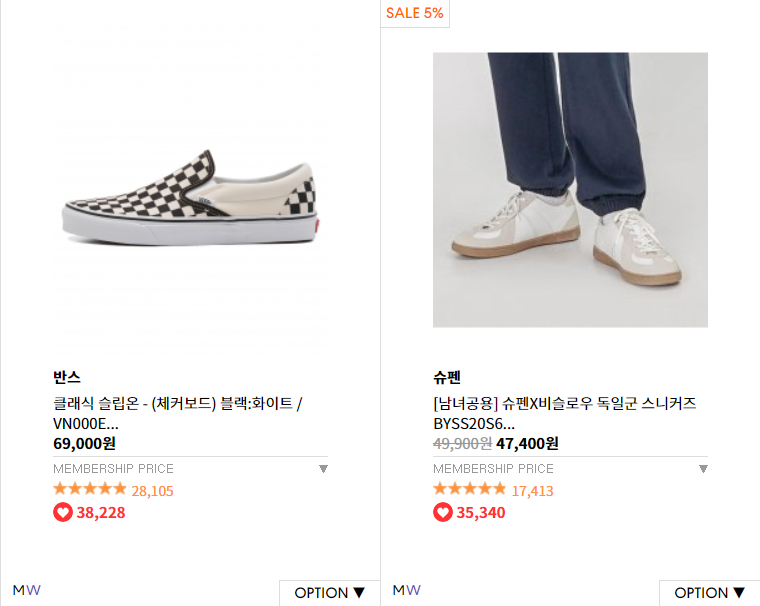 SALE 5%
반스
클래식 슬립온 - (체커보드) 블랙:화이트 /
VN000E...
69,000원
MEMBERSHIP PRICE ▼
28,105
38,228
MW
OPTION ▼
슈펜
[남녀공용] 슈펜X비슬로우 독일군 스니커즈
BYSS20S6...
49,900원 47,400원
MEMBERSHIP PRICE ▼
17,413
35,340
MW
OPTION ▼